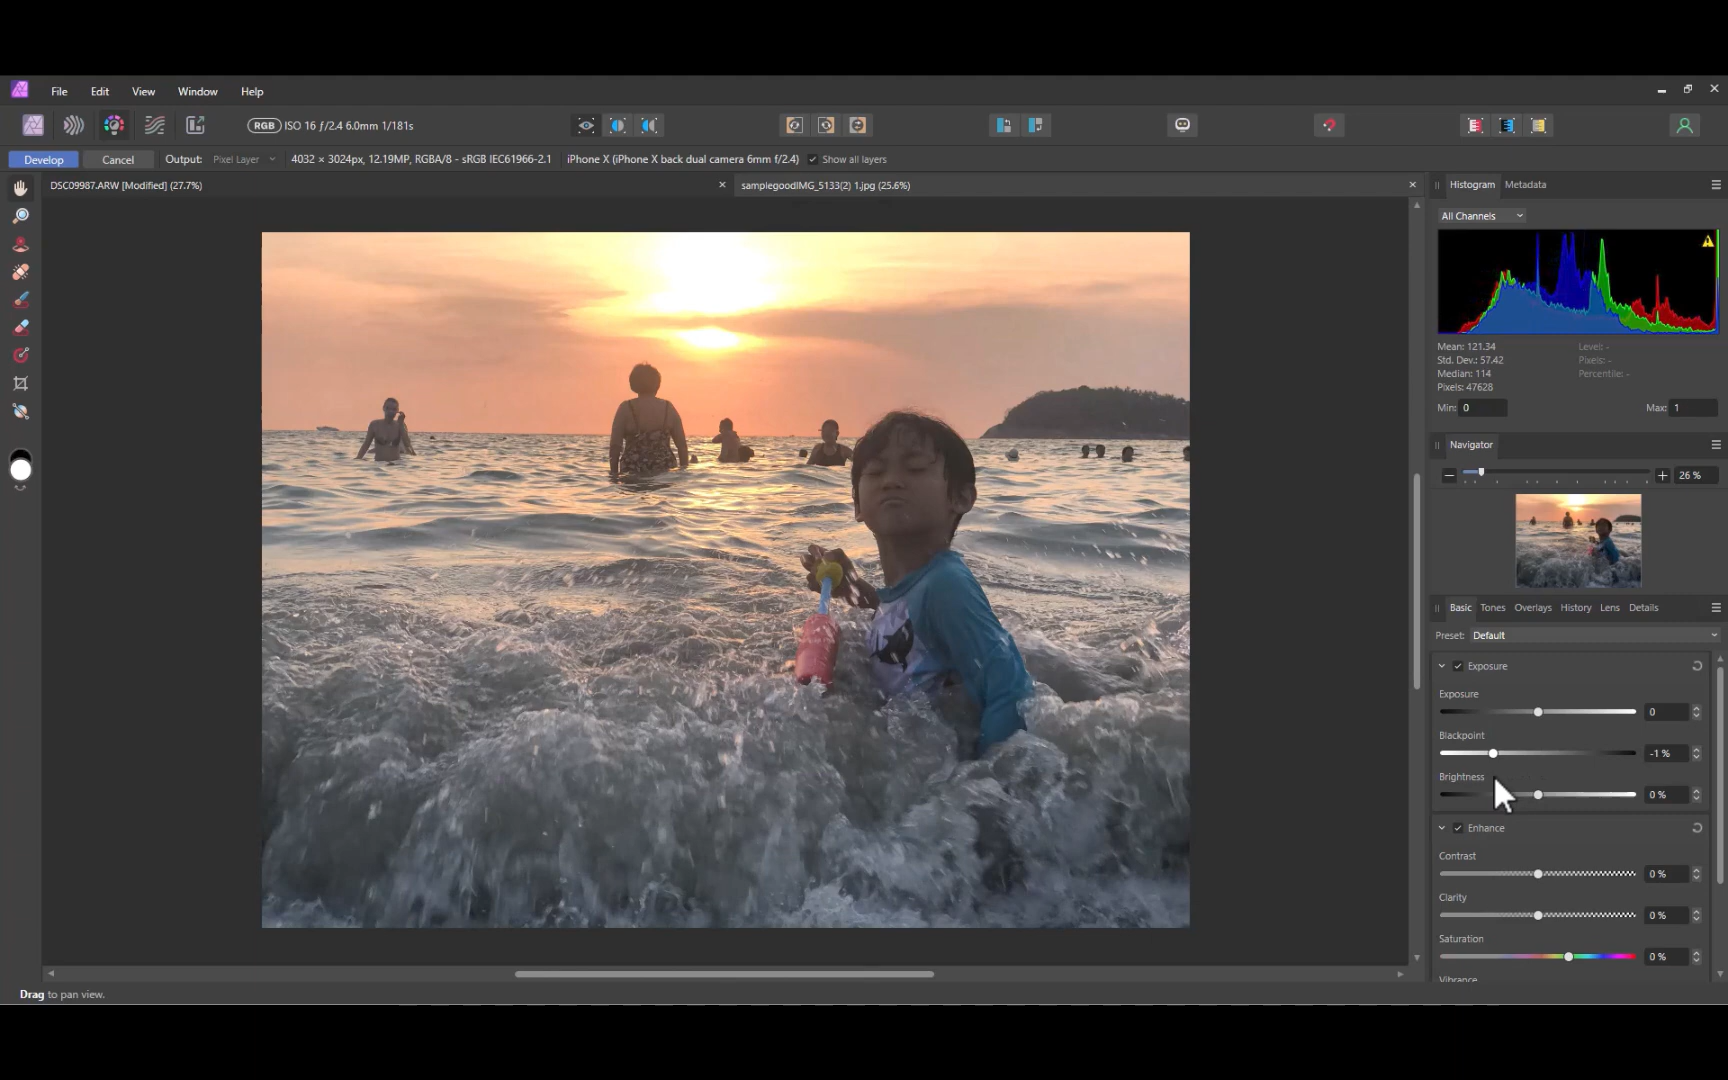 File Edit View Window Help
RGB ISO 16 ƒ/2.4 6.0mm 1/181s
Develop Cancel Output: Pixel Layer 4032 × 3024px, 12.19MP, RGBA/8 - sRGB IEC61966-2.1 iPhone X (iPhone X back dual camera 6mm f/2.4) Show all layers
DSC09987.ARW [Modified] (27.7%) samplegoodIMG_5133(2) 1.jpg (25.6%)
Histogram Metadata
All Channels
Mean: 121.34 Level: -
Std. Dev.: 57.42 Pixels: -
Median: 114 Percentile: -
Pixels: 47628
Min: 0 Max: 1
Navigator
26 %
Basic Tones Overlays History Lens Details
Preset: Default
Exposure
Exposure
0
Blackpoint
-1 %
Brightness
0 %
Enhance
Contrast
0 %
Clarity
0 %
Saturation
0 %
Vibrance
Drag to pan view.